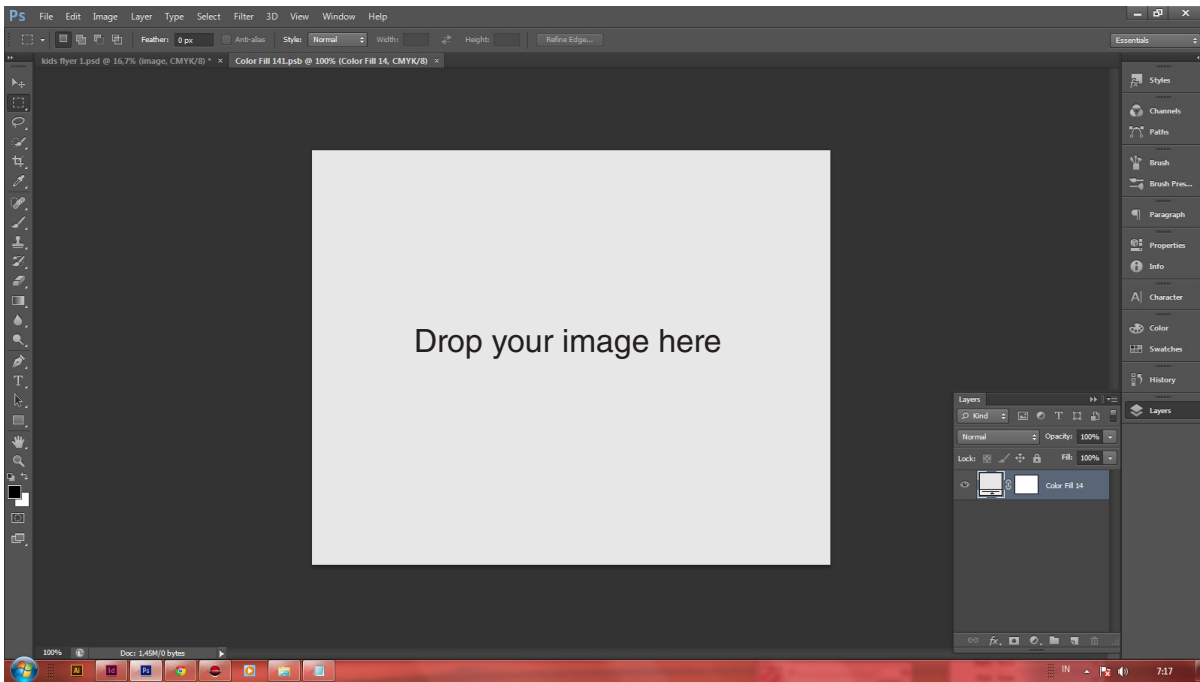 Ps File Edit Image Layer Type Select Filter 3D View Window Help
Feather: 0 px Anti-alias Style: Normal Width: Height: Refine Edge... Essentials
kids flyer 1.psd @ 16,7% (image, CMYK/8) * × Color Fill 141.psb @ 100% (Color Fill 14, CMYK/8) ×
Styles
Channels
Paths
Brush
Brush Pres...
Paragraph
Properties
Info
Character
Color
Swatches
History
Layers
Drop your image here
Layers
Kind
Normal Opacity: 100%
Lock: Fill: 100%
Color Fill 14
100% Doc: 1,45M/0 bytes
Ai Id Ps IN 7:17